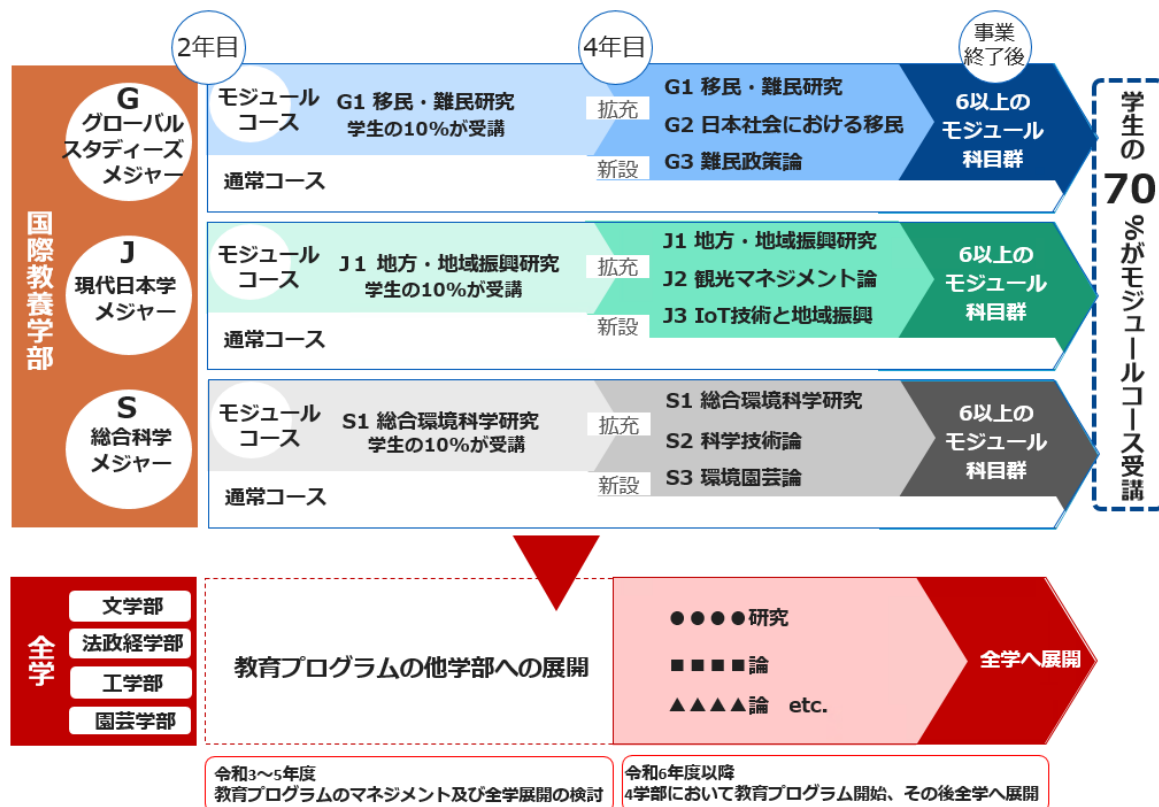 2年目
4年目
事業
終了後
国際教養学部
G
グローバル
スタディーズ
メジャー
モジュール
コース
G1 移民・難民研究
学生の10%が受講
通常コース
拡充
新設
G1 移民・難民研究
G2 日本社会における移民
G3 難民政策論
6以上の
モジュール
科目群
J
現代日本学
メジャー
モジュール
コース
J1 地方・地域振興研究
学生の10%が受講
通常コース
拡充
新設
J1 地方・地域振興研究
J2 観光マネジメント論
J3 IoT技術と地域振興
6以上の
モジュール
科目群
S
総合科学
メジャー
モジュール
コース
S1 総合環境科学研究
学生の10%が受講
通常コース
拡充
新設
S1 総合環境科学研究
S2 科学技術論
S3 環境園芸論
6以上の
モジュール
科目群
学生の70%がモジュールコース受講
全学
文学部
法政経学部
工学部
園芸学部
教育プログラムの他学部への展開
●●●●研究
■■■■論
▲▲▲▲論 etc.
全学へ展開
令和3~5年度
教育プログラムのマネジメント及び全学展開の検討
令和6年度以降
4学部において教育プログラム開始、その後全学へ展開